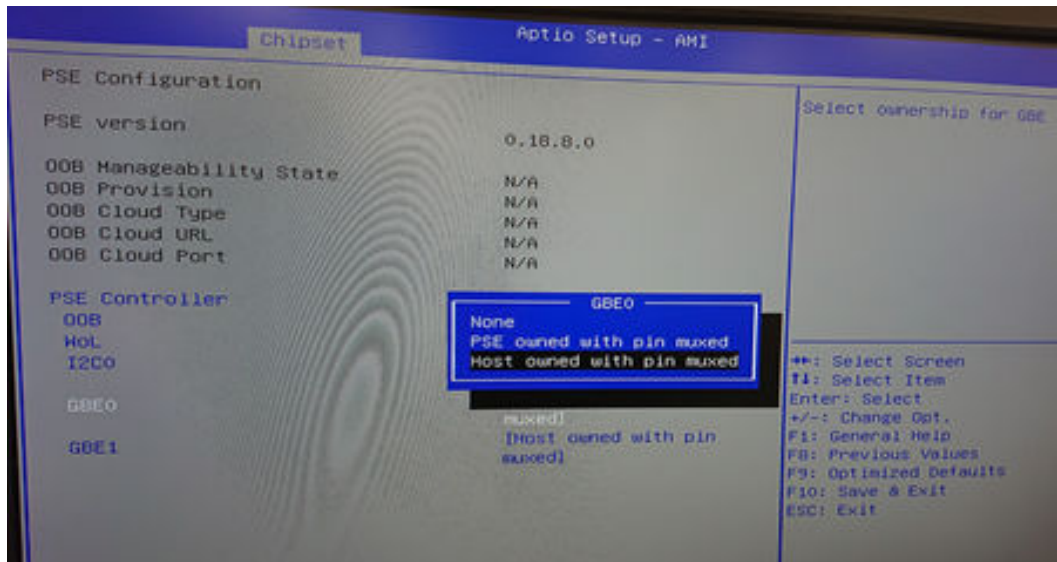 Aptio Setup - AMI
Chipset
PSE Configuration
PSE version
0.18.8.0
OOB Manageability State
N/A
OOB Provision
N/A
OOB Cloud Type
N/A
OOB Cloud URL
N/A
OOB Cloud Port
N/A
PSE Controller
OOB
WoL
I2C0
GBE0
None
PSE owned with pin muxed
Host owned with pin muxed
GBE0
muxed]
GBE1
[Host owned with pin
muxed]
Select ownership for GBE
: Select Screen
↑↓: Select Item
Enter: Select
+/-: Change Opt.
F1: General Help
F8: Previous Values
F9: Optimized Defaults
F10: Save & Exit
ESC: Exit